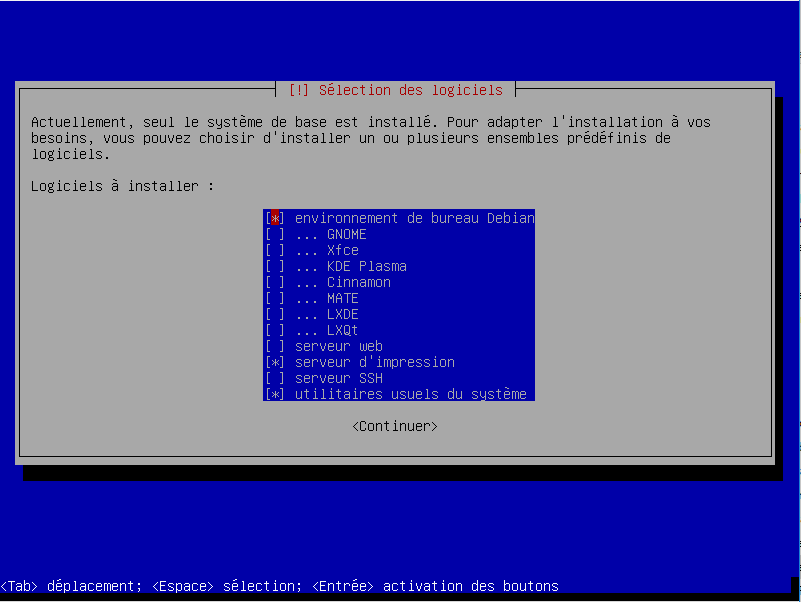 [!] Sélection des logiciels
Actuellement, seul le système de base est installé. Pour adapter l'installation à vos
besoins, vous pouvez choisir d'installer un ou plusieurs ensembles prédéfinis de
logiciels.
Logiciels à installer :
[*] environnement de bureau Debian
[ ] ... GNOME
[ ] ... Xfce
[ ] ... KDE Plasma
[ ] ... Cinnamon
[ ] ... MATE
[ ] ... LXDE
[ ] ... LXQt
[ ] serveur web
[*] serveur d'impression
[ ] serveur SSH
[*] utilitaires usuels du système
<Continuer>
<Tab> déplacement; <Espace> sélection; <Entrée> activation des boutons